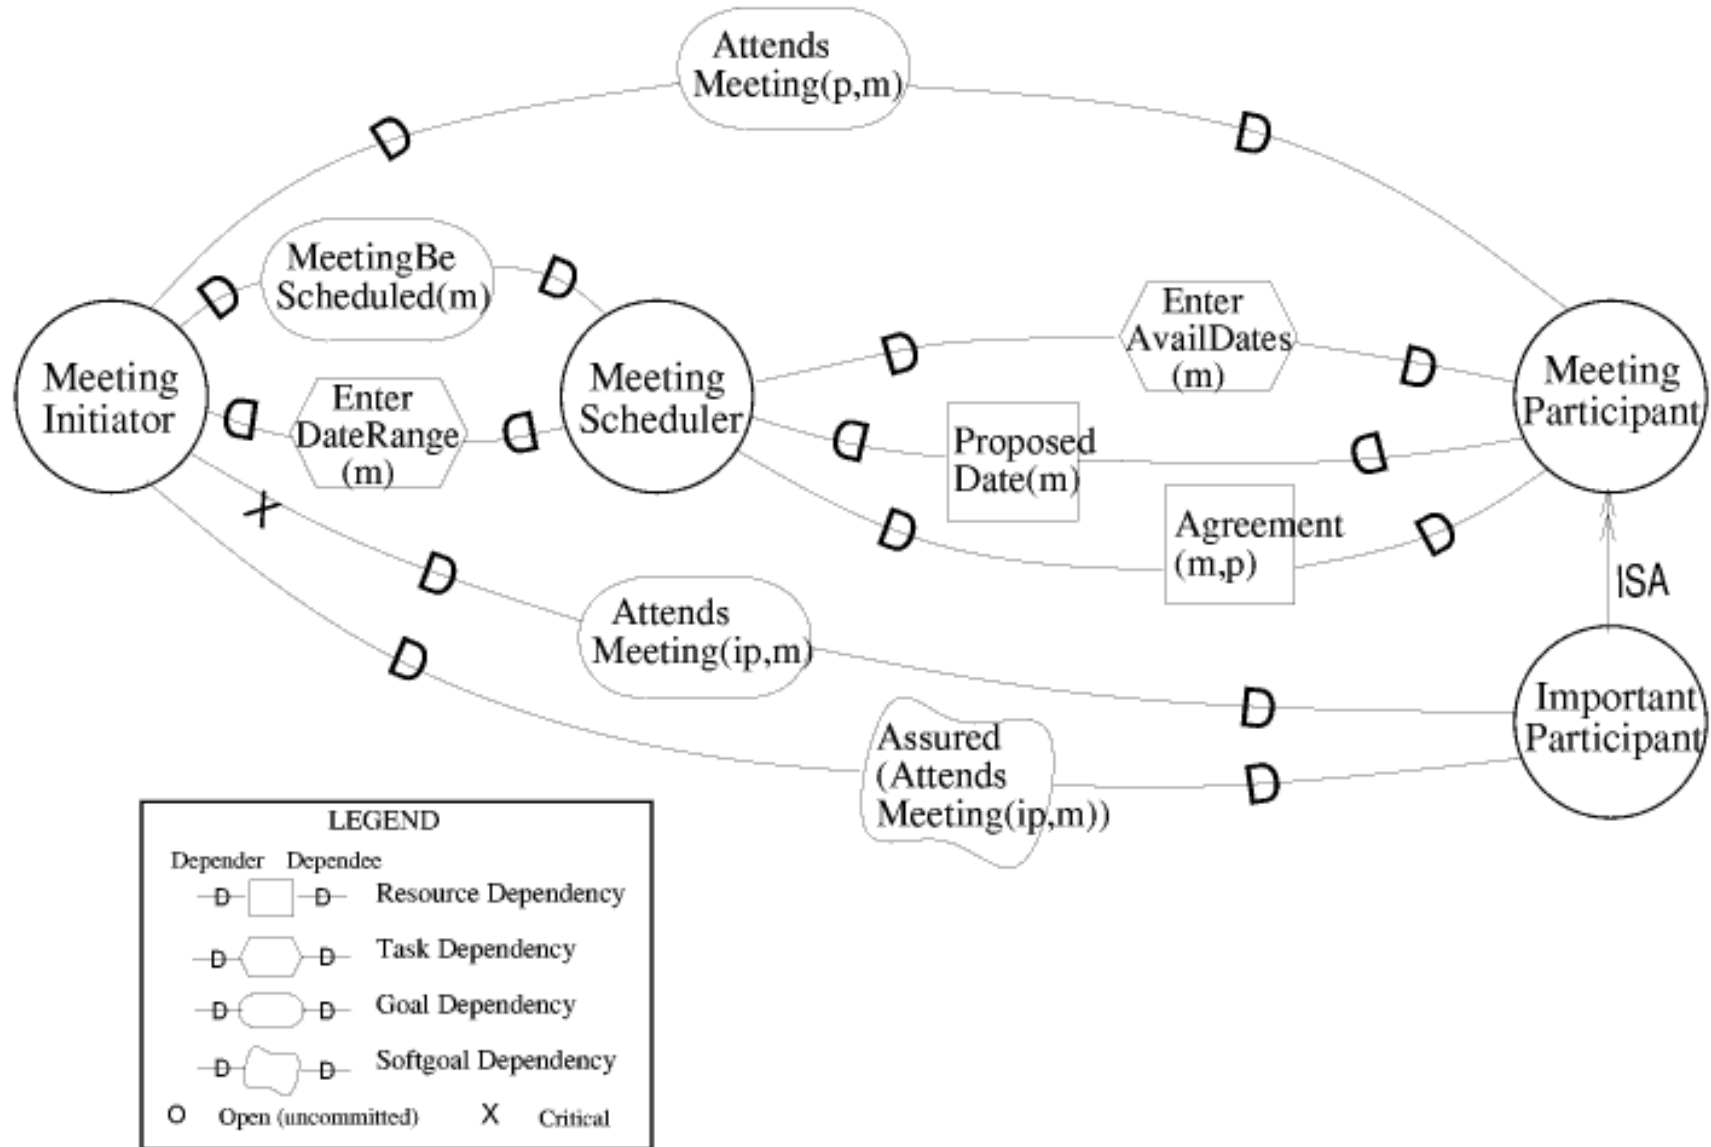 Attends
Meeting(p,m)
D
D
MeetingBe
Scheduled(m)
D
D
Enter
AvailDates
(m)
D
D
Meeting
Initiator
Enter
DateRange
(m)
D
D
Meeting
Scheduler
Meeting
Participant
Proposed
Date(m)
D
D
X
Agreement
(m,p)
D
D
D
ISA
Attends
Meeting(ip,m)
D
D
Important
Participant
Assured
(Attends
Meeting(ip,m))
D
LEGEND
Depender Dependee
D D Resource Dependency
D D Task Dependency
D D Goal Dependency
D D Softgoal Dependency
O Open (uncommitted) X Critical